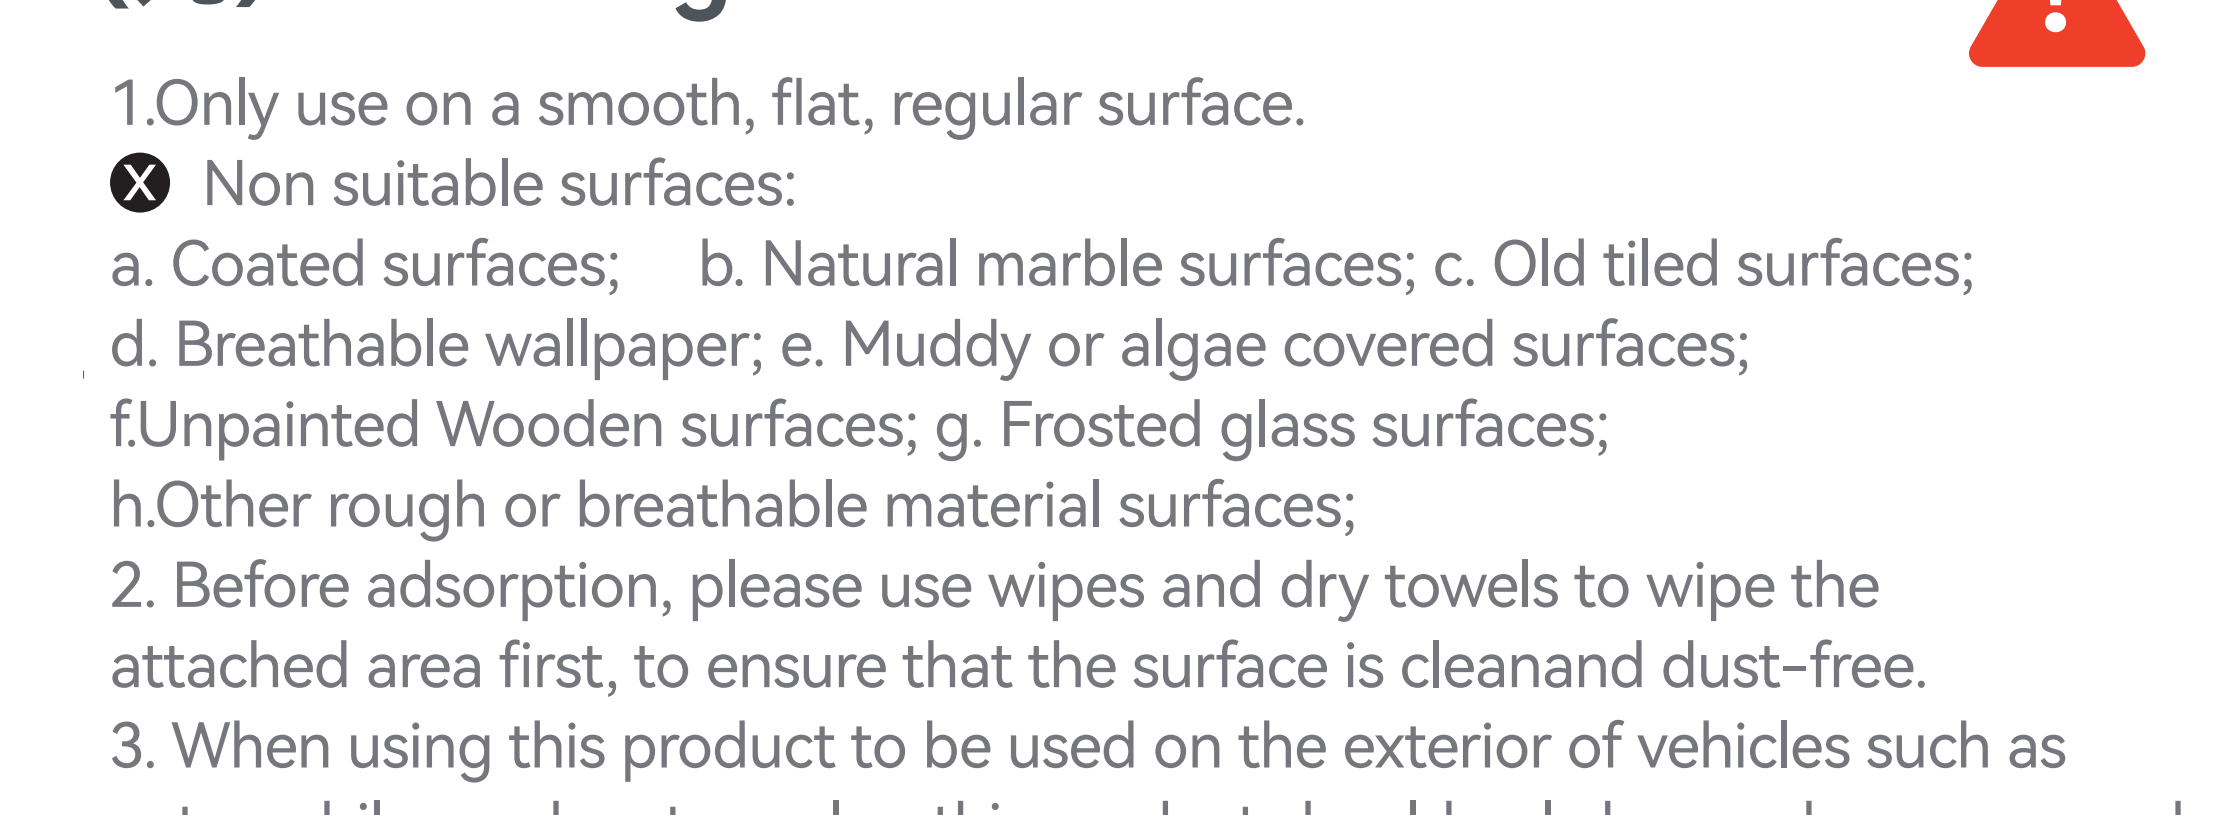 1.Only use on a smooth, flat, regular surface.
X Non suitable surfaces:
a. Coated surfaces; b. Natural marble surfaces; c. Old tiled surfaces;
d. Breathable wallpaper; e. Muddy or algae covered surfaces;
f.Unpainted Wooden surfaces; g. Frosted glass surfaces;
h.Other rough or breathable material surfaces;
2. Before adsorption, please use wipes and dry towels to wipe the
attached area first, to ensure that the surface is cleanand dust-free.
3. When using this product to be used on the exterior of vehicles such as